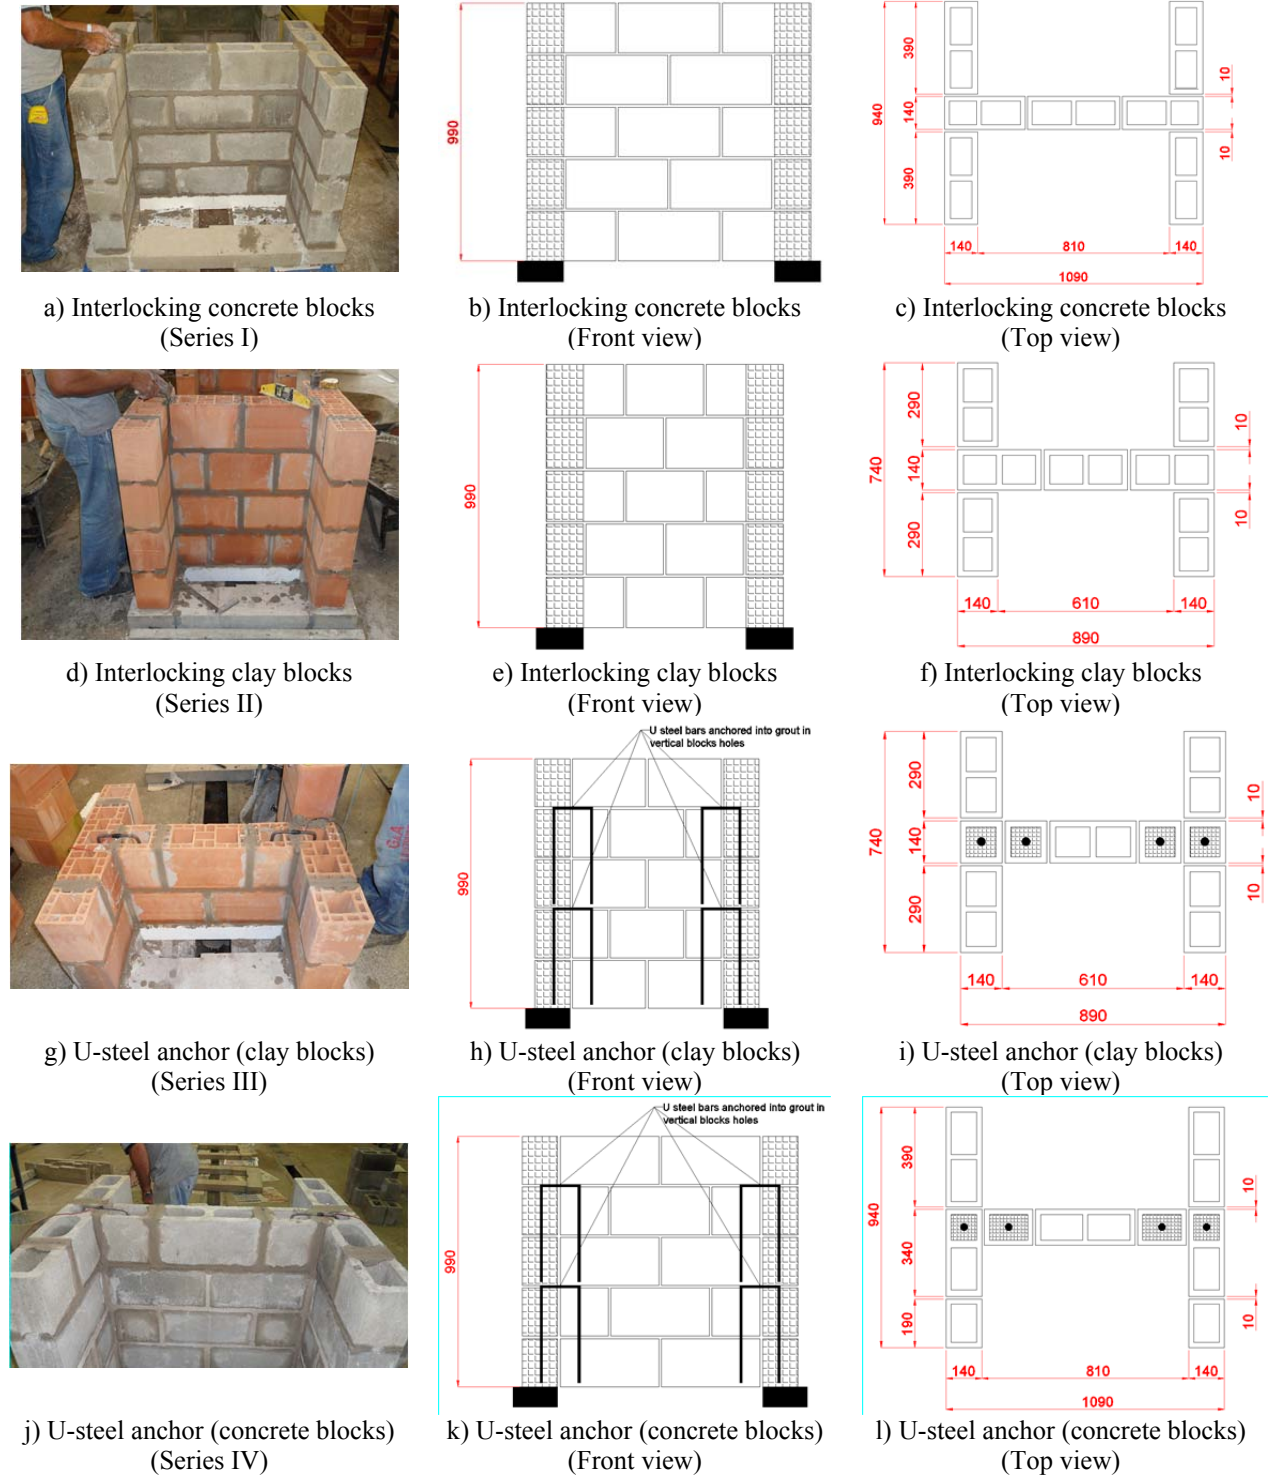 990
390
940
140
390
10
10
140
810
140
1090
a) Interlocking concrete blocks
(Series I)
b) Interlocking concrete blocks
(Front view)
c) Interlocking concrete blocks
(Top view)
990
290
740
140
290
10
10
140
610
140
890
d) Interlocking clay blocks
(Series II)
e) Interlocking clay blocks
(Front view)
f) Interlocking clay blocks
(Top view)
U steel bars anchored into grout in
vertical blocks holes
990
290
740
140
290
10
10
140
610
140
890
g) U-steel anchor (clay blocks)
(Series III)
h) U-steel anchor (clay blocks)
(Front view)
i) U-steel anchor (clay blocks)
(Top view)
U steel bars anchored into grout in
vertical blocks holes
990
390
940
340
190
10
10
140
810
140
1090
j) U-steel anchor (concrete blocks)
(Series IV)
k) U-steel anchor (concrete blocks)
(Front view)
l) U-steel anchor (concrete blocks)
(Top view)